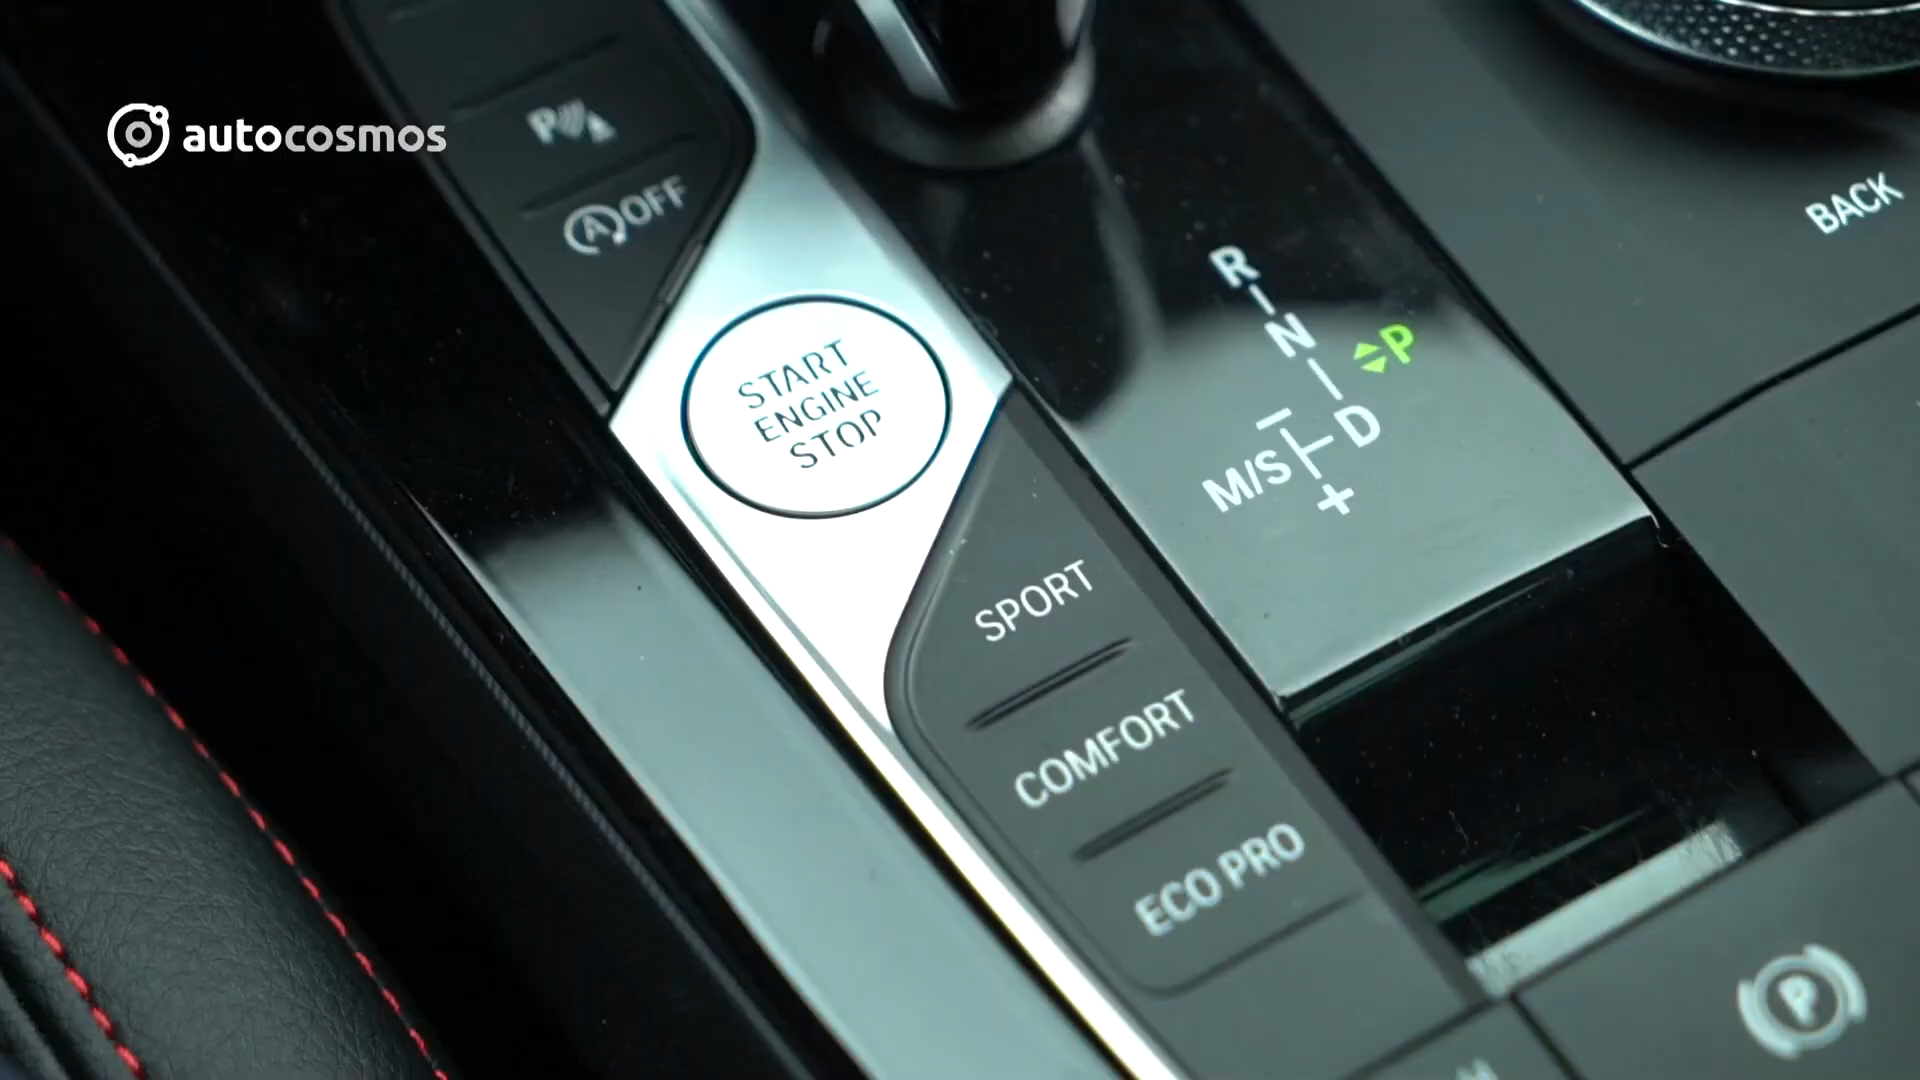 autocosmos
P
A OFF
START
ENGINE
STOP
SPORT
COMFORT
ECO PRO
R
N
P
D
M/S
+
BACK
P